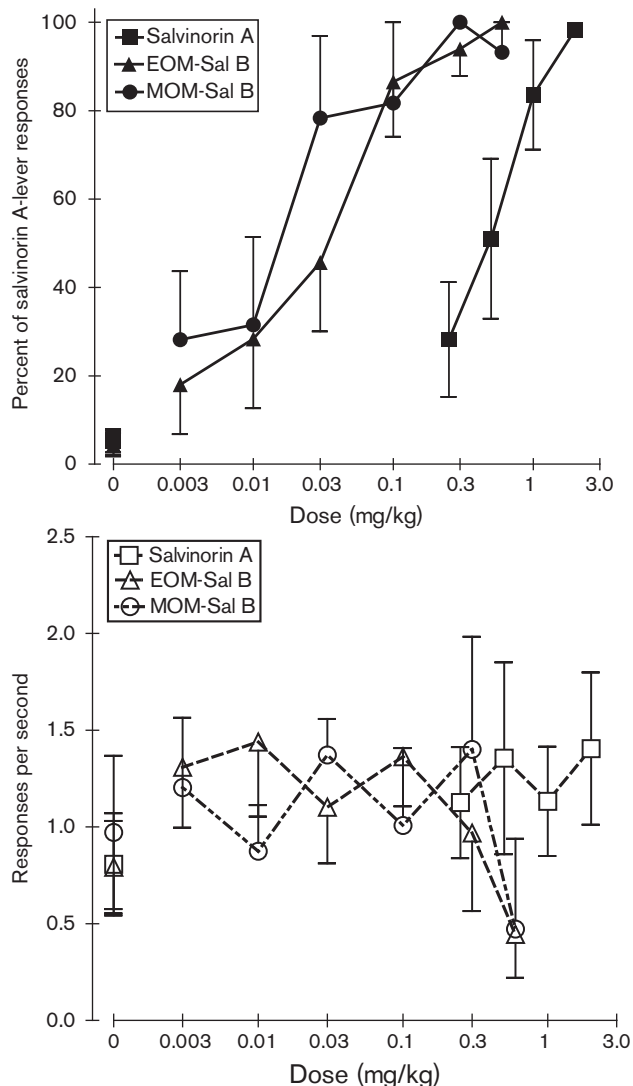 Percent of salvinorin A-lever responses
100
80
60
40
20
0
Salvinorin A
EOM-Sal B
MOM-Sal B
0 0.003 0.01 0.03 0.1 0.3 1 3.0
Dose (mg/kg)
Responses per second
2.5
2.0
1.5
1.0
0.5
0.0
Salvinorin A
EOM-Sal B
MOM-Sal B
0 0.003 0.01 0.03 0.1 0.3 1 3.0
Dose (mg/kg)